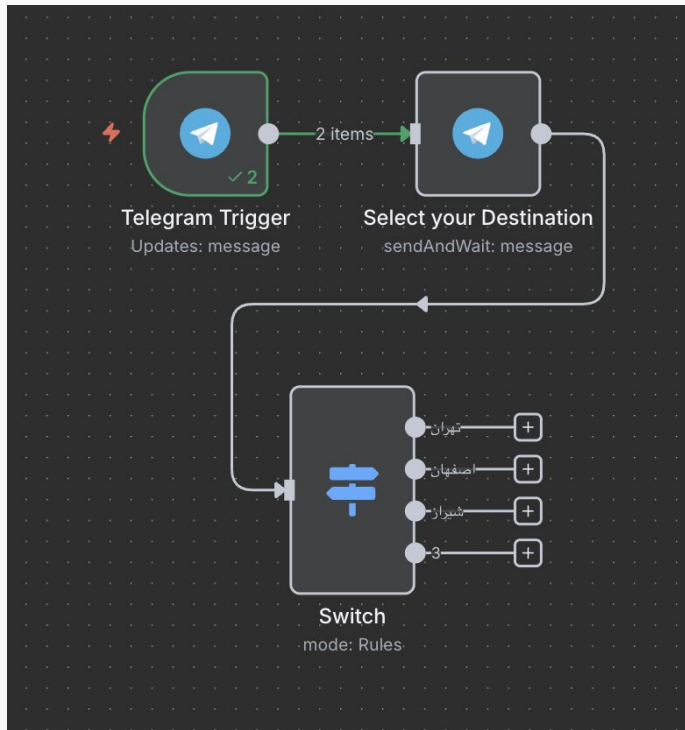 2 items
2
Telegram Trigger
Updates: message
Select your Destination
sendAndWait: message
تهران
اصفهان
شیراز
3
Switch
mode: Rules